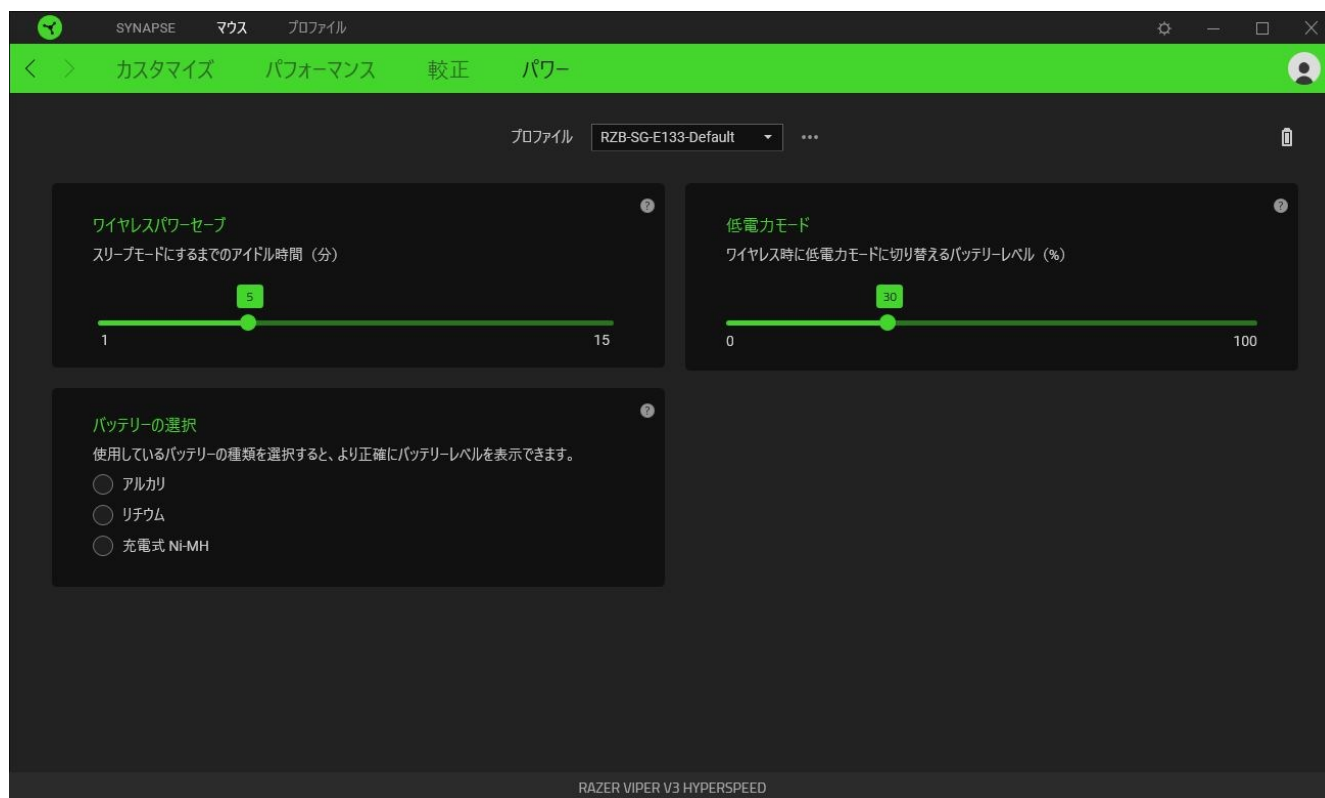 SYNAPSE マウス プロファイル
カスタマイズ パフォーマンス 較正 パワー
プロファイル RZB-SG-E133-Default
ワイヤレスパワーセーブ
スリープモードにするまでのアイドル時間（分）
5
1 15
低電力モード
ワイヤレス時に低電力モードに切り替えるバッテリーレベル（%）
30
0 100
バッテリーの選択
使用しているバッテリーの種類を選択すると、より正確にバッテリーレベルを表示できます。
アルカリ
リチウム
充電式 Ni-MH
RAZER VIPER V3 HYPERSPEED